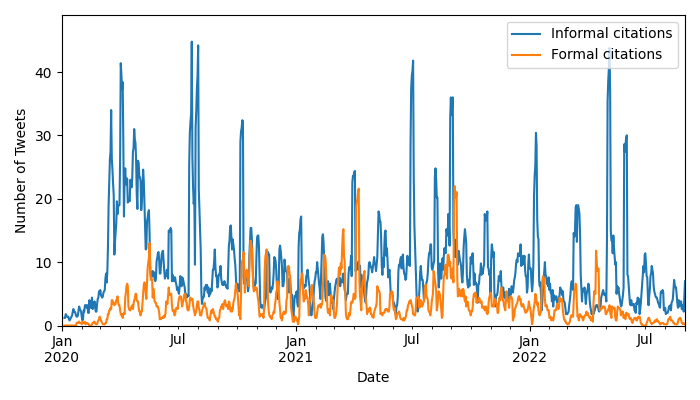 Informal citations
Formal citations
Number of Tweets
40
30
20
10
0
Jan
2020
Jul
Jan
2021
Jul
Jan
2022
Jul
Date